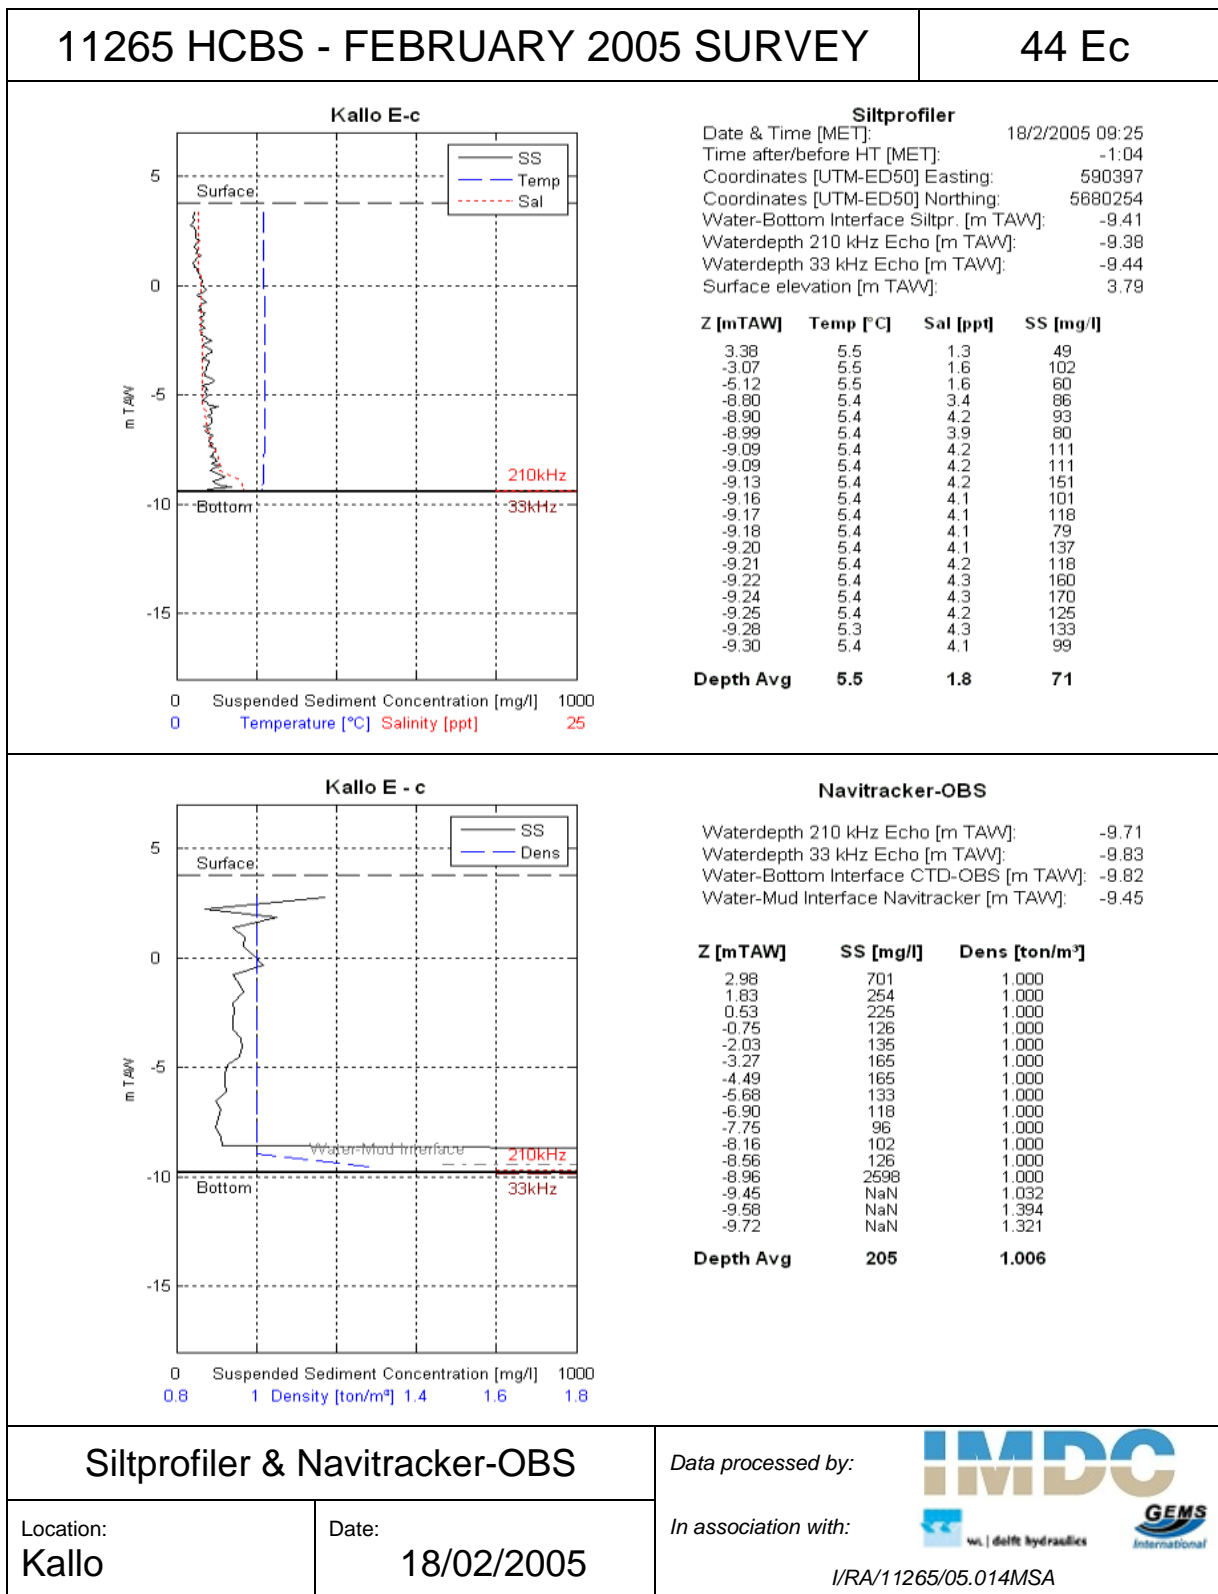 11265 HCBS - FEBRUARY 2005 SURVEY
44 Ec
Kallo E-c
SS
Temp
Sal
5
0
-5
-10
-15
m TAW
Surface
Bottom
210kHz
33kHz
0 Suspended Sediment Concentration [mg/l] 1000
0 Temperature [°C] Salinity [ppt] 25
Siltprofiler
Date & Time [MET]: 18/2/2005 09:25
Time after/before HT [MET]: -1:04
Coordinates [UTM-ED50] Easting: 590397
Coordinates [UTM-ED50] Northing: 5680254
Water-Bottom Interface Siltpr. [m TAW]: -9.41
Waterdepth 210 kHz Echo [m TAW]: -9.38
Waterdepth 33 kHz Echo [m TAW]: -9.44
Surface elevation [m TAW]: 3.79
Z [mTAW] Temp [°C] Sal [ppt] SS [mg/l]
3.38 5.5 1.3 49
-3.07 5.5 1.6 102
-5.12 5.5 1.6 60
-8.80 5.4 3.4 86
-8.90 5.4 4.2 93
-8.99 5.4 3.9 80
-9.09 5.4 4.2 111
-9.09 5.4 4.2 111
-9.13 5.4 4.2 151
-9.16 5.4 4.1 101
-9.17 5.4 4.1 118
-9.18 5.4 4.1 79
-9.20 5.4 4.1 137
-9.21 5.4 4.2 118
-9.22 5.4 4.3 160
-9.24 5.4 4.3 170
-9.25 5.4 4.2 125
-9.28 5.3 4.3 133
-9.30 5.4 4.1 99
Depth Avg 5.5 1.8 71
Kallo E - c
SS
Dens
5
0
-5
-10
-15
m TAW
Surface
Water-Mud Interface
Bottom
210kHz
33kHz
0 Suspended Sediment Concentration [mg/l] 1000
0.8 1 Density [ton/m³] 1.4 1.6 1.8
Navitracker-OBS
Waterdepth 210 kHz Echo [m TAW]: -9.71
Waterdepth 33 kHz Echo [m TAW]: -9.83
Water-Bottom Interface CTD-OBS [m TAW]: -9.82
Water-Mud Interface Navitracker [m TAW]: -9.45
Z [mTAW] SS [mg/l] Dens [ton/m³]
2.98 701 1.000
1.83 254 1.000
0.53 225 1.000
-0.75 126 1.000
-2.03 135 1.000
-3.27 165 1.000
-4.49 165 1.000
-5.68 133 1.000
-6.90 118 1.000
-7.75 96 1.000
-8.16 102 1.000
-8.56 126 1.000
-8.96 2598 1.000
-9.45 NaN 1.032
-9.58 NaN 1.394
-9.72 NaN 1.321
Depth Avg 205 1.006
Siltprofiler & Navitracker-OBS
Location:
Kallo
Date:
18/02/2005
Data processed by:
IMDC
In association with:
wL | delft hydraulics
GEMS
International
I/RA/11265/05.014MSA